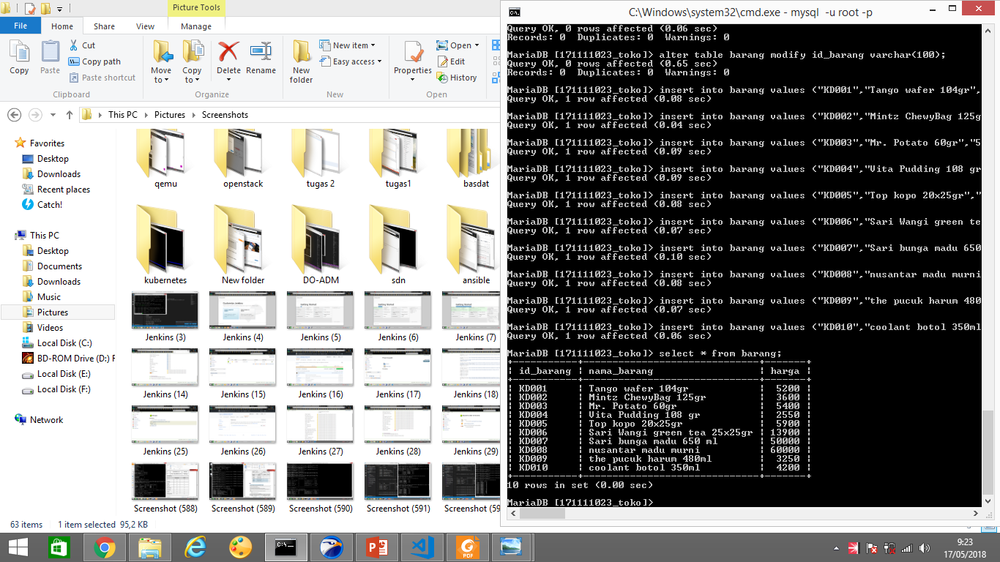 Picture Tools
File Home Share View Manage
Copy
Paste
Cut
Copy path
Paste shortcut
Clipboard
Move to
Copy to
Delete
Rename
Organize
New folder
New item
Easy access
New
Properties
Open
Edit
History
Open
This PC Pictures Screenshots
Favorites
Desktop
Downloads
Recent places
Catch!
This PC
Desktop
Documents
Downloads
Music
Pictures
Videos
Local Disk (C:)
BD-ROM Drive (D:)
Local Disk (E:)
Local Disk (F:)
Network
qemu openstack tugas 2 tugas1 basdat
kubernetes New folder DO-ADM sdn ansible
Jenkins (3) Jenkins (4) Jenkins (5) Jenkins (6) Jenkins (7)
Jenkins (14) Jenkins (15) Jenkins (16) Jenkins (17) Jenkins (18)
Jenkins (25) Jenkins (26) Jenkins (27) Jenkins (28) Jenkins (29)
Screenshot (588) Screenshot (589) Screenshot (590) Screenshot (591) Screenshot (59
63 items 1 item selected 95,2 KB
C:\Windows\system32\cmd.exe - mysql -u root -p
Query OK, 0 rows affected (0.06 sec)
Records: 0 Duplicates: 0 Warnings: 0
MariaDB [171111023_toko]> alter table barang modify id_barang varchar(100);
Query OK, 0 rows affected (0.65 sec)
Records: 0 Duplicates: 0 Warnings: 0
MariaDB [171111023_toko]> insert into barang values ("KD001","Tango wafer 104gr",
Query OK, 1 row affected (0.08 sec)
MariaDB [171111023_toko]> insert into barang values ("KD002","Mintz ChewyBag 125g
Query OK, 1 row affected (0.04 sec)
MariaDB [171111023_toko]> insert into barang values ("KD003","Mr. Potato 60gr","5
Query OK, 1 row affected (0.09 sec)
MariaDB [171111023_toko]> insert into barang values ("KD004","Vita Pudding 108 gr
Query OK, 1 row affected (0.09 sec)
MariaDB [171111023_toko]> insert into barang values ("KD005","Top kopo 20x25gr","
Query OK, 1 row affected (0.08 sec)
MariaDB [171111023_toko]> insert into barang values ("KD006","Sari Wangi green te
Query OK, 1 row affected (0.07 sec)
MariaDB [171111023_toko]> insert into barang values ("KD007","Sari bunga madu 650
Query OK, 1 row affected (0.10 sec)
MariaDB [171111023_toko]> insert into barang values ("KD008","nusantar madu murni
Query OK, 1 row affected (0.08 sec)
MariaDB [171111023_toko]> insert into barang values ("KD009","the pucuk harum 480
Query OK, 1 row affected (0.07 sec)
MariaDB [171111023_toko]> insert into barang values ("KD010","coolant botol 350ml
Query OK, 1 row affected (0.06 sec)
MariaDB [171111023_toko]> select * from barang;
| id_barang | nama_barang | harga |
| KD001 | Tango wafer 104gr | 5200 |
| KD002 | Mintz ChewyBag 125gr | 3600 |
| KD003 | Mr. Potato 60gr | 5400 |
| KD004 | Vita Pudding 108 gr | 2550 |
| KD005 | Top kopo 20x25gr | 5900 |
| KD006 | Sari Wangi green tea 25x25gr | 13900 |
| KD007 | Sari bunga madu 650 ml | 50000 |
| KD008 | nusantar madu murni | 60000 |
| KD009 | the pucuk harum 480ml | 3250 |
| KD010 | coolant botol 350ml | 4200 |
10 rows in set (0.00 sec)
MariaDB [171111023_toko]>
9:23
17/05/2018